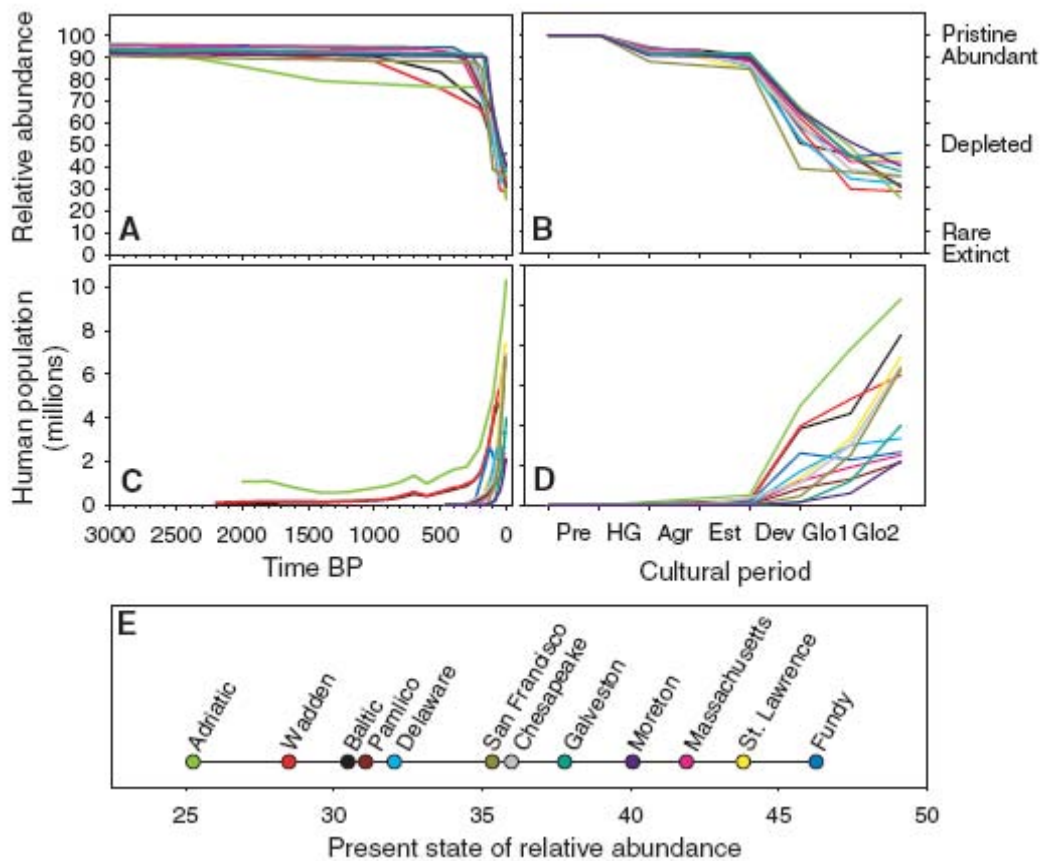 Relative abundance
100
90
80
70
60
50
40
30
20
10
0
A
B
Pristine
Abundant
Depleted
Rare
Extinct
Human population
(millions)
10
8
6
4
2
0
C
D
3000 2000 1000 500 0
Time BP
Pre HG Agr Est Dev Glo1 Glo2
Cultural period
E
Adriatic
Wadden
Baltic
Pamlico
Delaware
San Francisco
Chesapeake
Galveston
Moreton
Massachusetts
St. Lawrence
Fundy
25 30 35 40 45 50
Present state of relative abundance